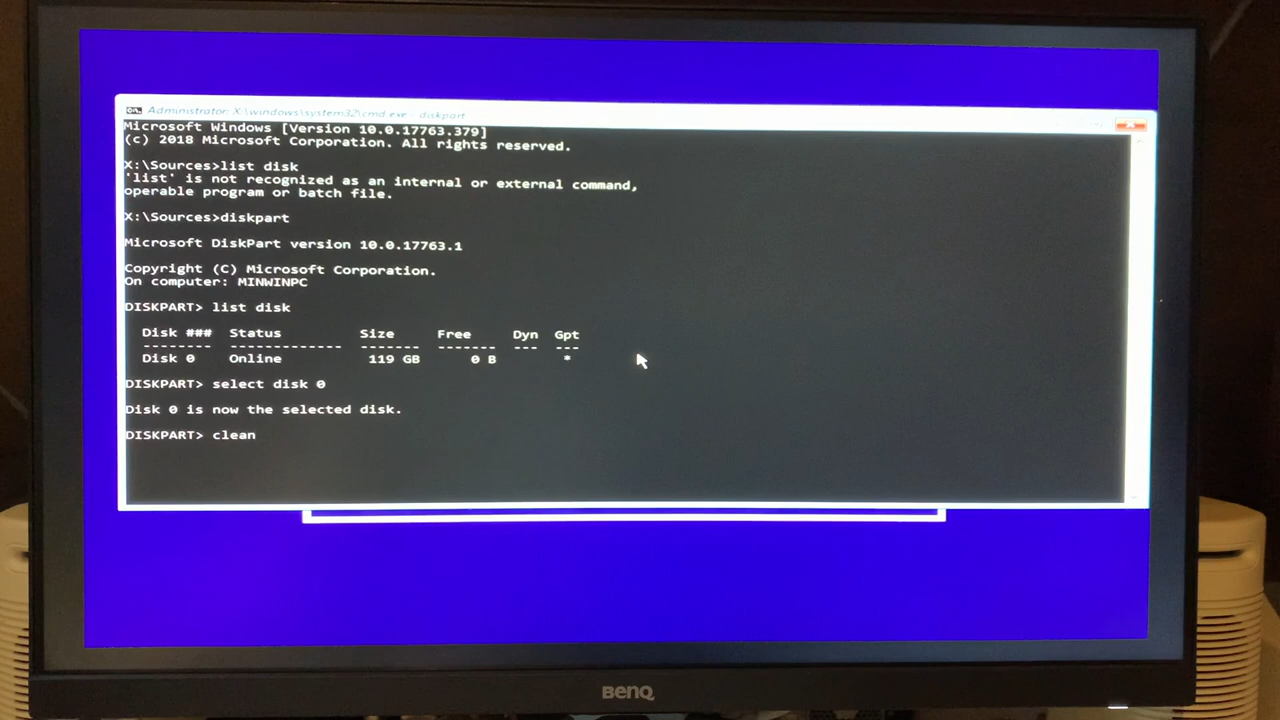 Administrator: X:\windows\system32\cmd.exe - diskpart
Microsoft Windows [Version 10.0.17763.379]
(c) 2018 Microsoft Corporation. All rights reserved.
X:\Sources>list disk
'list' is not recognized as an internal or external command,
operable program or batch file.
X:\Sources>diskpart
Microsoft DiskPart version 10.0.17763.1
Copyright (C) Microsoft Corporation.
On computer: MINWINPC
DISKPART> list disk
Disk ### Status Size Free Dyn Gpt
-------- ------------- ------- ------- --- ---
Disk 0 Online 119 GB 0 B *
DISKPART> select disk 0
Disk 0 is now the selected disk.
DISKPART> clean
BenQ